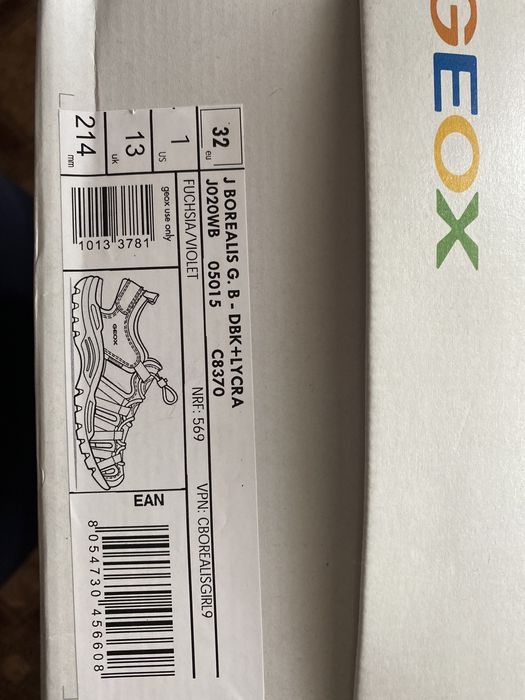 GEOX
32 eu
1 US
13 uk
214 mm
J BOREALIS G. B - DBK+LYCRA
J020WB 05015 C8370
FUCHSIA/VIOLET NRF: 569 VPN: CBOREALISGIRL9
geox use only
1013 3781
GEOX
EAN
8 054730 456608